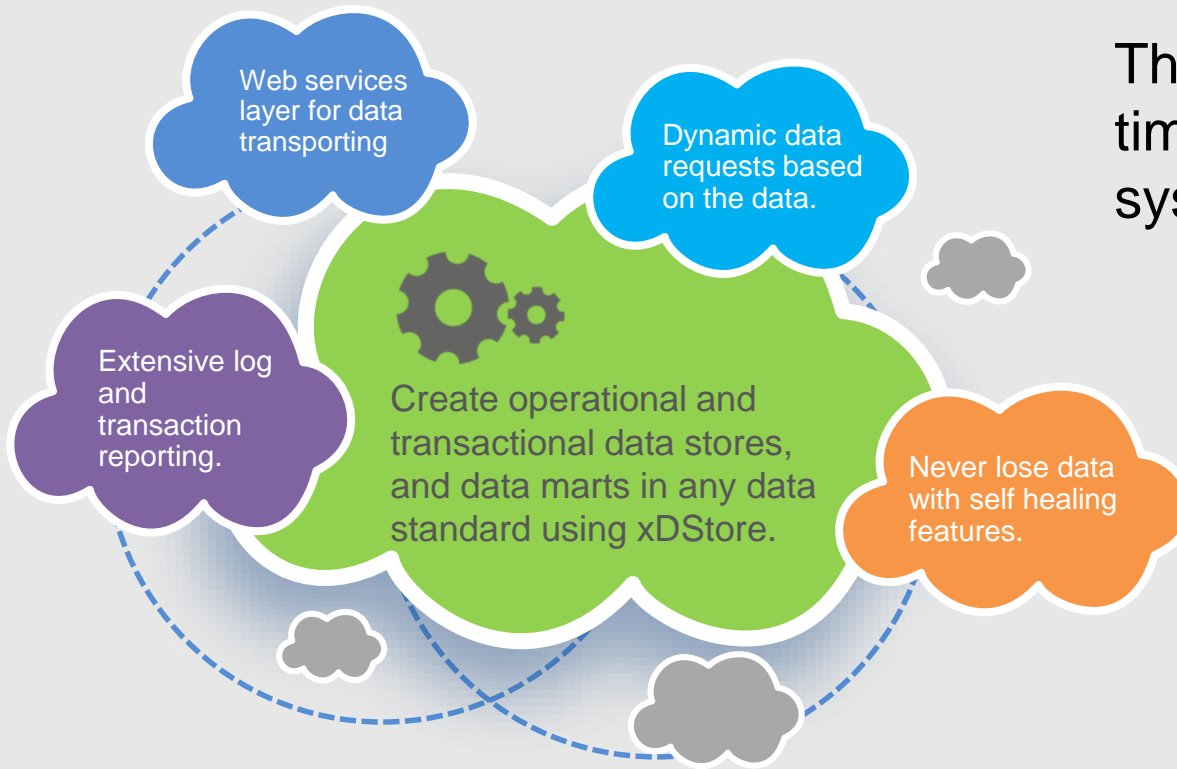 Web services
layer for data
transporting
Dynamic data
requests based
on the data.
Extensive log
and
transaction
reporting.
Create operational and
transactional data stores,
and data marts in any data
standard using xDStore.
Never lose data
with self healing
features.